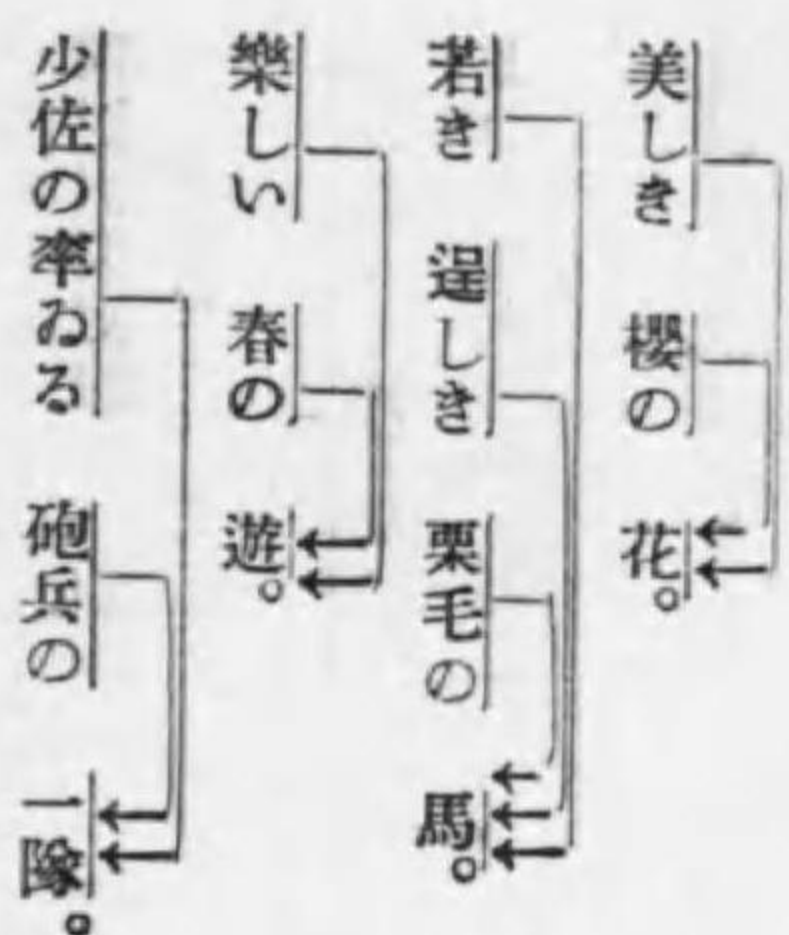 美しき 櫻の 花。
若き 逞しき 栗毛の 馬。
樂しい 春の 遊。
少佐の率ゐる 砲兵の 一隊。